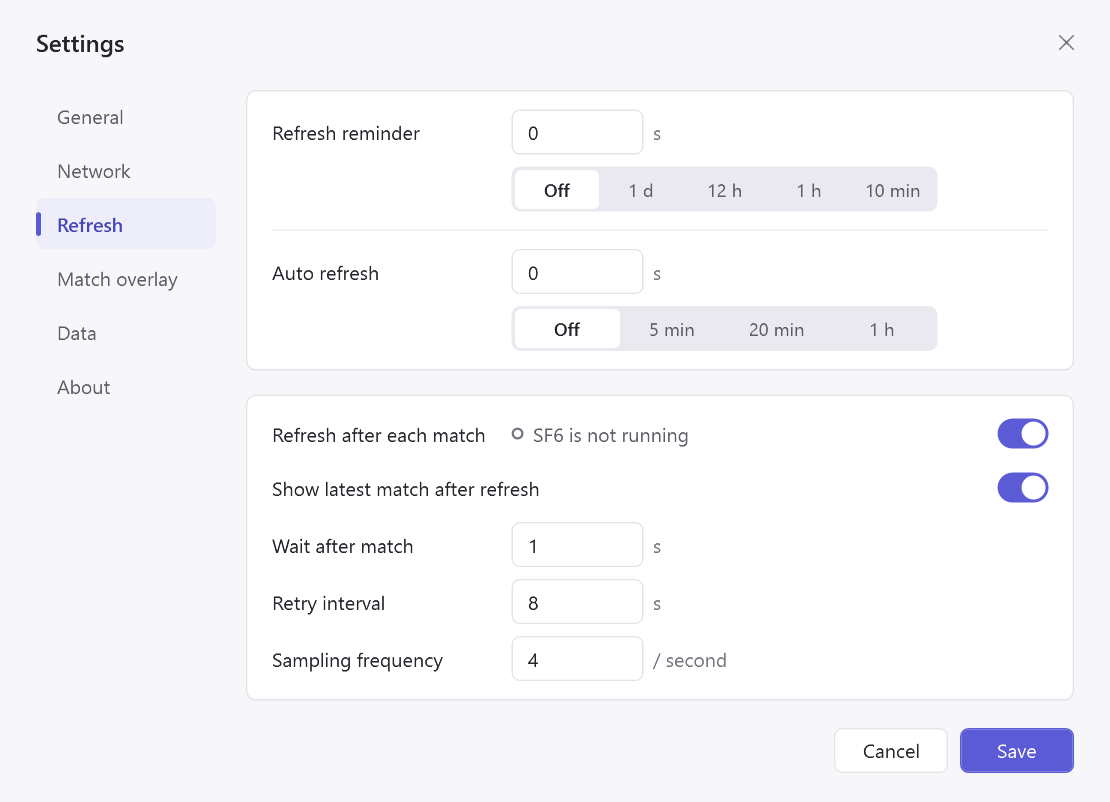 Settings
General
Network
Refresh
Match overlay
Data
About
Refresh reminder 0 s
Off 1 d 12 h 1 h 10 min
Auto refresh 0 s
Off 5 min 20 min 1 h
Refresh after each match SF6 is not running
Show latest match after refresh
Wait after match 1 s
Retry interval 8 s
Sampling frequency 4 / second
Cancel Save